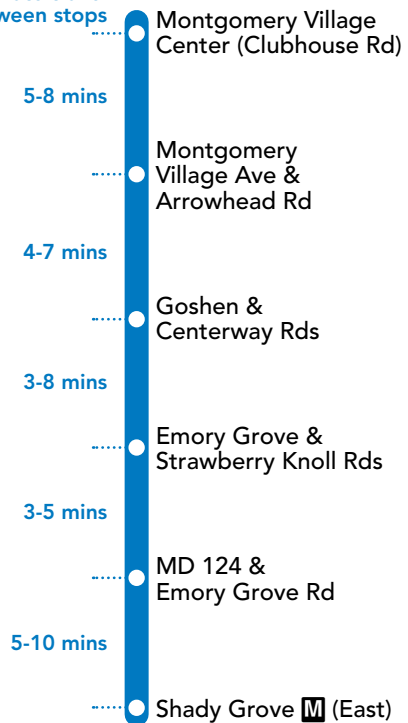 ween stops
Montgomery Village
Center (Clubhouse Rd)
5-8 mins
Montgomery
Village Ave &
Arrowhead Rd
4-7 mins
Goshen &
Centerway Rds
3-8 mins
Emory Grove &
Strawberry Knoll Rds
3-5 mins
MD 124 &
Emory Grove Rd
5-10 mins
Shady Grove M (East)